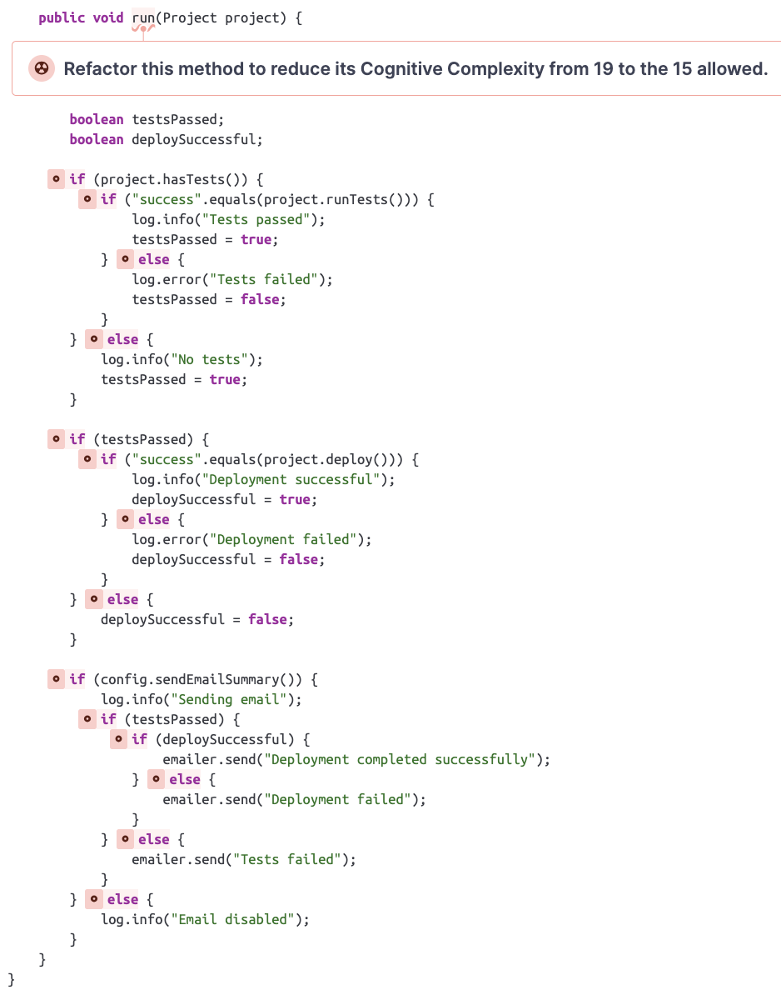 public void run(Project project) {
Refactor this method to reduce its Cognitive Complexity from 19 to the 15 allowed.
boolean testsPassed;
boolean deploySuccessful;
if (project.hasTests()) {
if ("success".equals(project.runTests())) {
log.info("Tests passed");
testsPassed = true;
} else {
log.error("Tests failed");
testsPassed = false;
}
} else {
log.info("No tests");
testsPassed = true;
}
if (testsPassed) {
if ("success".equals(project.deploy())) {
log.info("Deployment successful");
deploySuccessful = true;
} else {
log.error("Deployment failed");
deploySuccessful = false;
}
} else {
deploySuccessful = false;
}
if (config.sendEmailSummary()) {
log.info("Sending email");
if (testsPassed) {
if (deploySuccessful) {
emailer.send("Deployment completed successfully");
} else {
emailer.send("Deployment failed");
}
} else {
emailer.send("Tests failed");
}
} else {
log.info("Email disabled");
}
}
}